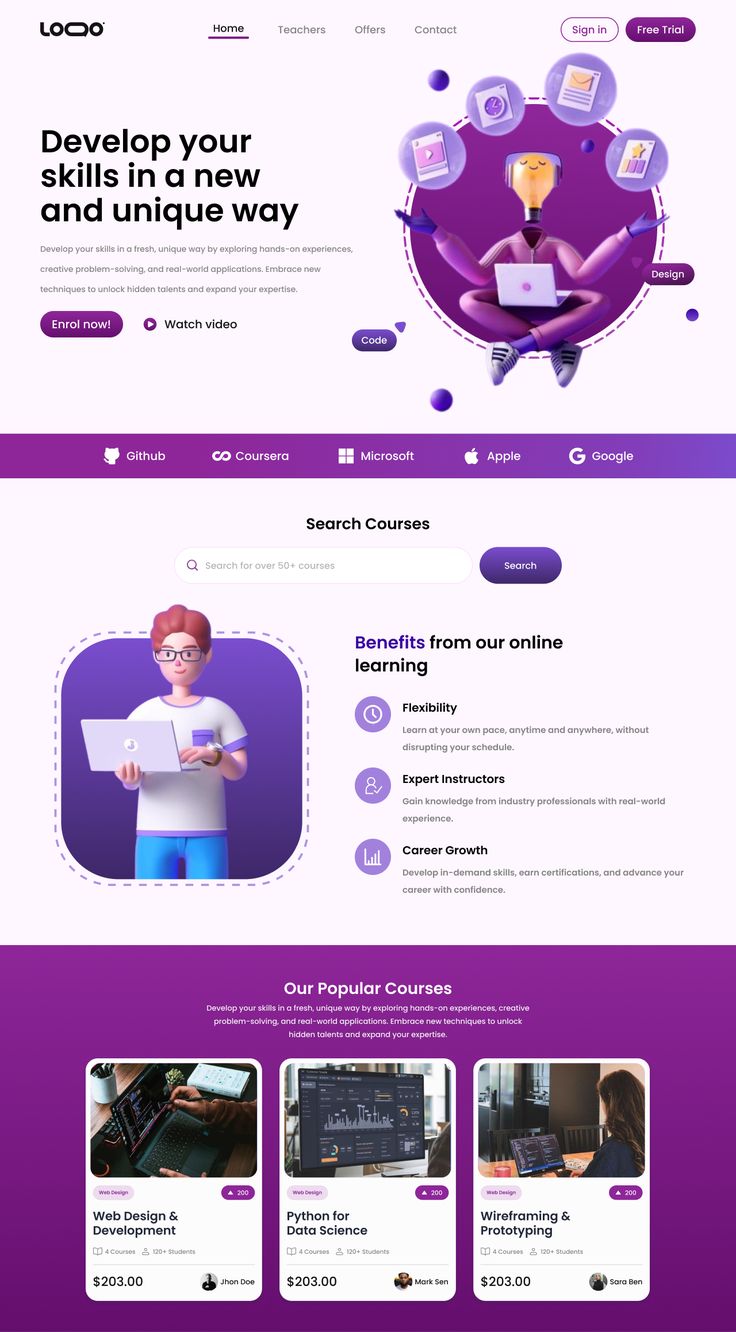 LOQO
Home
Teachers
Offers
Contact
Sign in
Free Trial
Develop your
skills in a new
and unique way
Develop your skills in a fresh, unique way by exploring hands-on experiences,
creative problem-solving, and real-world applications. Embrace new
techniques to unlock hidden talents and expand your expertise.
Enrol now!
Watch video
Design
Code
Github
Coursera
Microsoft
Apple
Google
Search Courses
Search for over 50+ courses
Search
Benefits from our online
learning
Flexibility
Learn at your own pace, anytime and anywhere, without
disrupting your schedule.
Expert Instructors
Gain knowledge from industry professionals with real-world
experience.
Career Growth
Develop in-demand skills, earn certifications, and advance your
career with confidence.
Our Popular Courses
Develop your skills in a fresh, unique way by exploring hands-on experiences, creative
problem-solving, and real-world applications. Embrace new techniques to unlock
hidden talents and expand your expertise.
Web Design
200
Web Design &
Development
4 Courses
120+ Students
$203.00
Jhon Doe
Web Design
200
Python for
Data Science
4 Courses
120+ Students
$203.00
Mark Sen
Web Design
200
Wireframing &
Prototyping
4 Courses
120+ Students
$203.00
Sara Ben